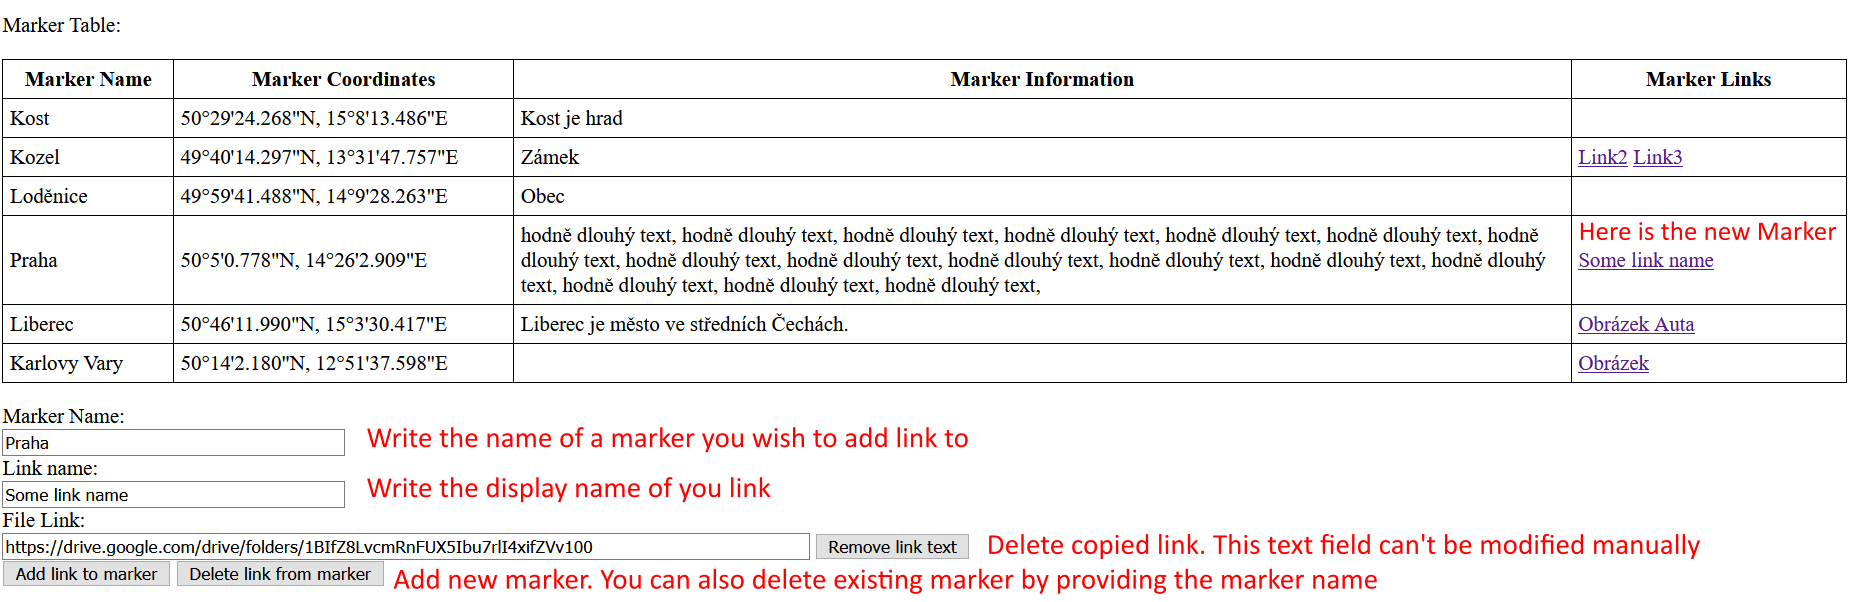 Marker Table:
Marker Name Marker Coordinates Marker Information Marker Links
Kost 50°29'24.268"N, 15°8'13.486"E Kost je hrad
Kozel 49°40'14.297"N, 13°31'47.757"E Zámek Link2 Link3
Loděnice 49°59'41.488"N, 14°9'28.263"E Obec
Praha 50°5'0.778"N, 14°26'2.909"E
hodně dlouhý text, hodně dlouhý text, hodně dlouhý text, hodně dlouhý text, hodně dlouhý text, hodně dlouhý text, hodně
dlouhý text, hodně dlouhý text, hodně dlouhý text, hodně dlouhý text, hodně dlouhý text, hodně dlouhý text, hodně dlouhý
text, hodně dlouhý text, hodně dlouhý text, hodně dlouhý text,
Here is the new Marker
Some link name
Liberec 50°46'11.990"N, 15°3'30.417"E Liberec je město ve středních Čechách. Obrázek Auta
Karlovy Vary 50°14'2.180"N, 12°51'37.598"E Obrázek
Marker Name:
Praha Write the name of a marker you wish to add link to
Link name:
Some link name Write the display name of you link
File Link:
https://drive.google.com/drive/folders/1BIfZ8LvcmRnFUX5Ibu7rlI4xifZVv100 Remove link text Delete copied link. This text field can't be modified manually
Add link to marker Delete link from marker Add new marker. You can also delete existing marker by providing the marker name